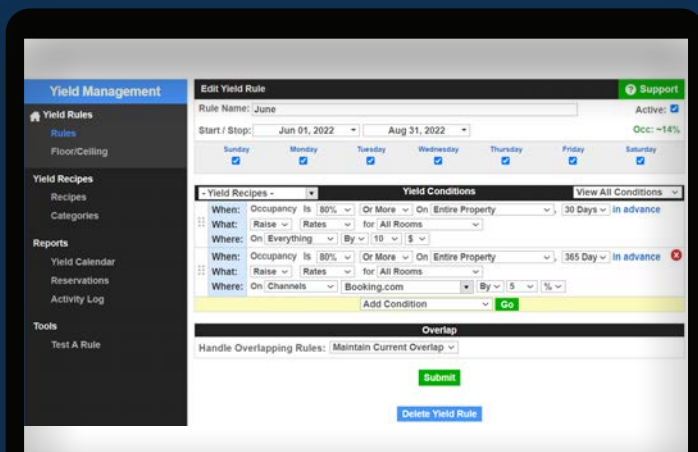 Yield Management
Yield Rules
Rules
Floor/Ceiling
Yield Recipes
Recipes
Categories
Reports
Yield Calendar
Reservations
Activity Log
Tools
Test A Rule
Edit Yield Rule
Support
Rule Name: June
Active:
Start / Stop: Jun 01, 2022 Aug 31, 2022 Occ: ~14%
Sunday Monday Tuesday Wednesday Thursday Friday Saturday
- Yield Recipes - Yield Conditions View All Conditions
When: Occupancy Is 80% Or More On Entire Property , 30 Days in advance
What: Raise Rates for All Rooms
Where: On Everything By 10 $
When: Occupancy Is 80% Or More On Entire Property , 365 Day in advance
What: Raise Rates for All Rooms
Where: On Channels Booking.com By 5 %
Add Condition Go
Overlap
Handle Overlapping Rules: Maintain Current Overlap
Submit
Delete Yield Rule